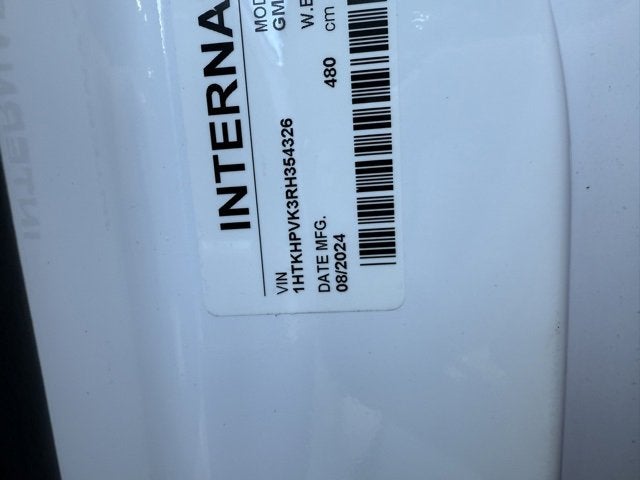 INTERNA
MOD
GM
VIN
1HTKHPVK3RH354326
W.E
DATE MFG.
480
cm
08/2024